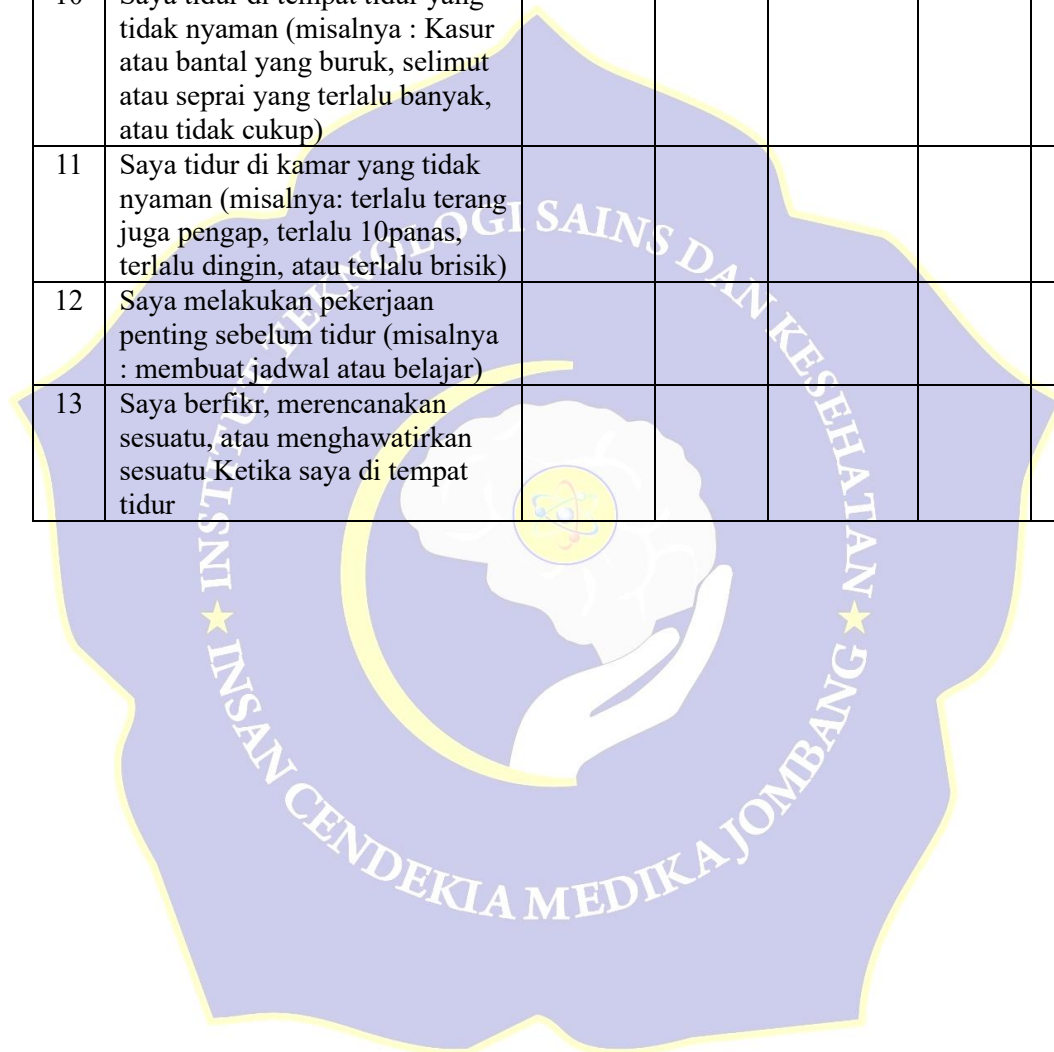 10 Saya tidur di tempat tidur yang
tidak nyaman (misalnya : Kasur
atau bantal yang buruk, selimut
atau seprai yang terlalu banyak,
atau tidak cukup)
11 Saya tidur di kamar yang tidak
nyaman (misalnya: terlalu terang
juga pengap, terlalu 10panas,
terlalu dingin, atau terlalu brisik)
12 Saya melakukan pekerjaan
penting sebelum tidur (misalnya
: membuat jadwal atau belajar)
13 Saya berfikr, merencanakan
sesuatu, atau menghawatirkan
sesuatu Ketika saya di tempat
tidur
INSTITUT TEKNOLOGI SAINS DAN KESEHATAN
INSAN CENDEKIA MEDIKA JOMBANG